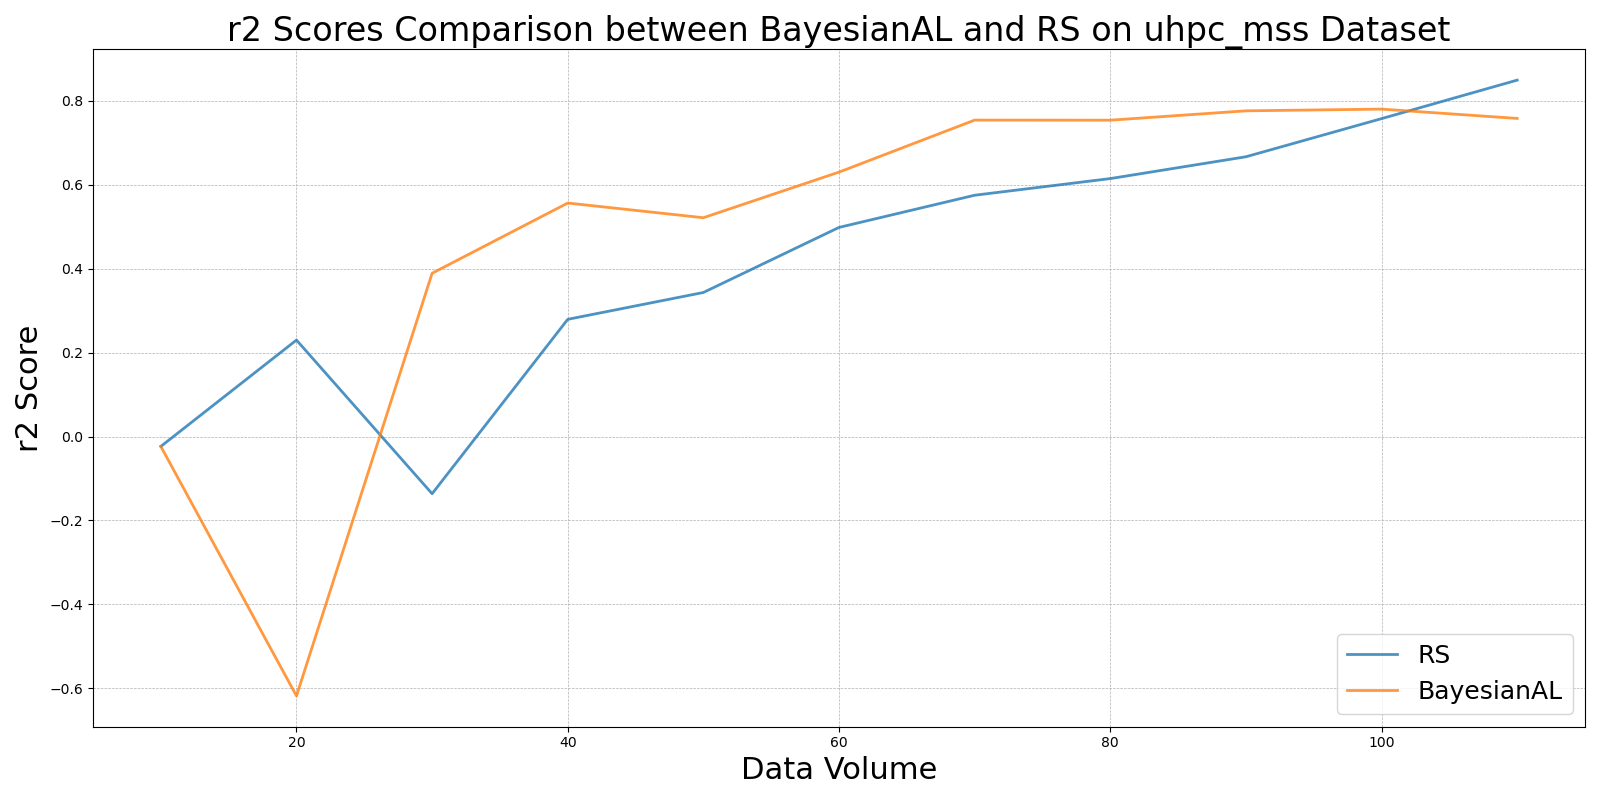 r2 Scores Comparison between BayesianAL and RS on uhpc_mss Dataset
r2 Score
0.8
0.6
0.4
0.2
0.0
−0.2
−0.4
−0.6
RS
BayesianAL
20 40 60 80 100
Data Volume